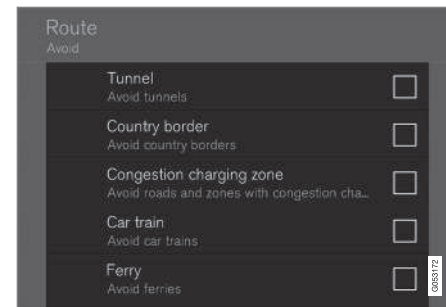 Route
Avoid
Tunnel
Avoid tunnels
Country border
Avoid country borders
Congestion charging zone
Avoid roads and zones with congestion cha...
Car train
Avoid car trains
Ferry
Avoid ferries
G053172